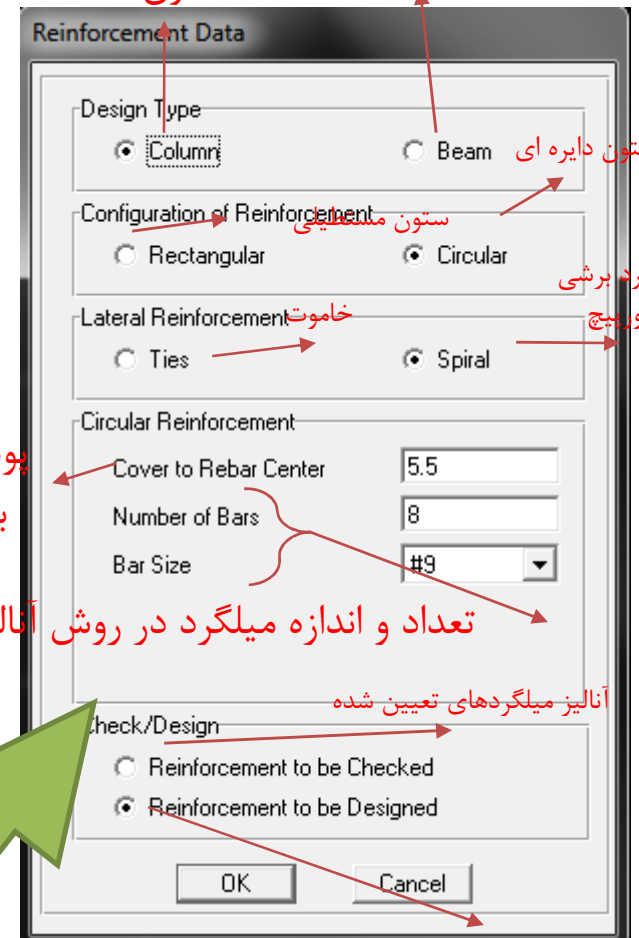 Reinforcement Data
Design Type
Column
Beam
دایره ای
Configuration of Reinforcement
ستون مستطیلی
Rectangular
Circular
برشی
Lateral Reinforcement
خاموت
Ties
Spiral
Circular Reinforcement
Cover to Rebar Center
5.5
Number of Bars
8
Bar Size
#9
تعداد و اندازه میلگرد در روش
آنالیز میلگردهای تعیین شده
Check/Design
Reinforcement to be Checked
Reinforcement to be Designed
OK
Cancel